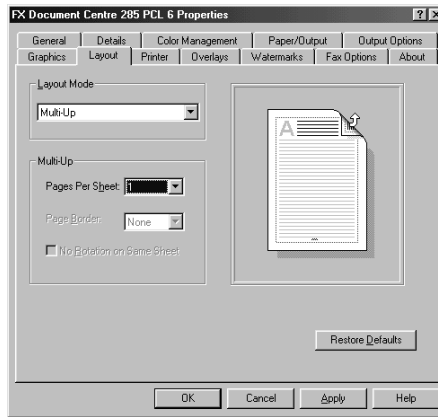 FX Document Centre 285 PCL 6 Properties
General Details Color Management Paper/Output Output Options
Graphics Layout Printer Overlays Watermarks Fax Options About
Layout Mode
Multi-Up
Multi-Up
Pages Per Sheet: 1
Page Border: None
No Rotation on Same Sheet
A
Restore Defaults
OK Cancel Apply Help